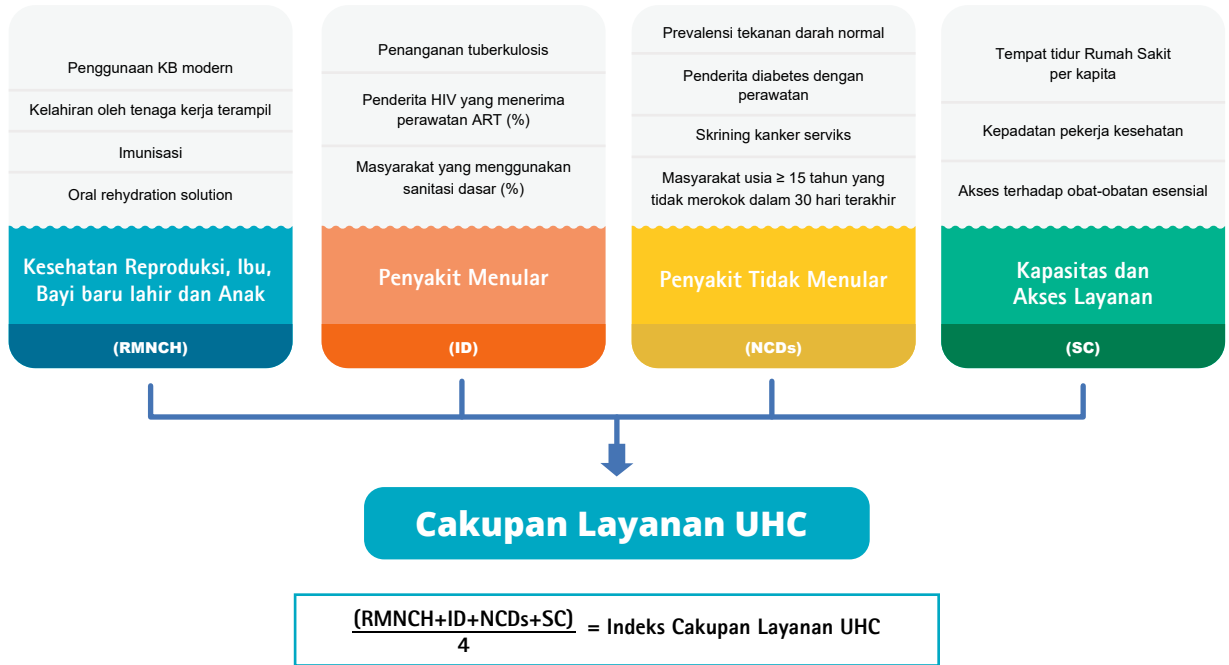 Penggunaan KB modern
Kelahiran oleh tenaga kerja terampil
Imunisasi
Oral rehydration solution
Kesehatan Reproduksi, Ibu,
Bayi baru lahir dan Anak
(RMNCH)
Penanganan tuberkulosis
Penderita HIV yang menerima
perawatan ART (%)
Masyarakat yang menggunakan
sanitasi dasar (%)
Penyakit Menular
(ID)
Prevalensi tekanan darah normal
Penderita diabetes dengan
perawatan
Skrining kanker serviks
Masyarakat usia ≥ 15 tahun yang
tidak merokok dalam 30 hari terakhir
Penyakit Tidak Menular
(NCDs)
Tempat tidur Rumah Sakit
per kapita
Kepadatan pekerja kesehatan
Akses terhadap obat-obatan esensial
Kapasitas dan
Akses Layanan
(SC)
Cakupan Layanan UHC
(RMNCH+ID+NCDs+SC)
4
= Indeks Cakupan Layanan UHC